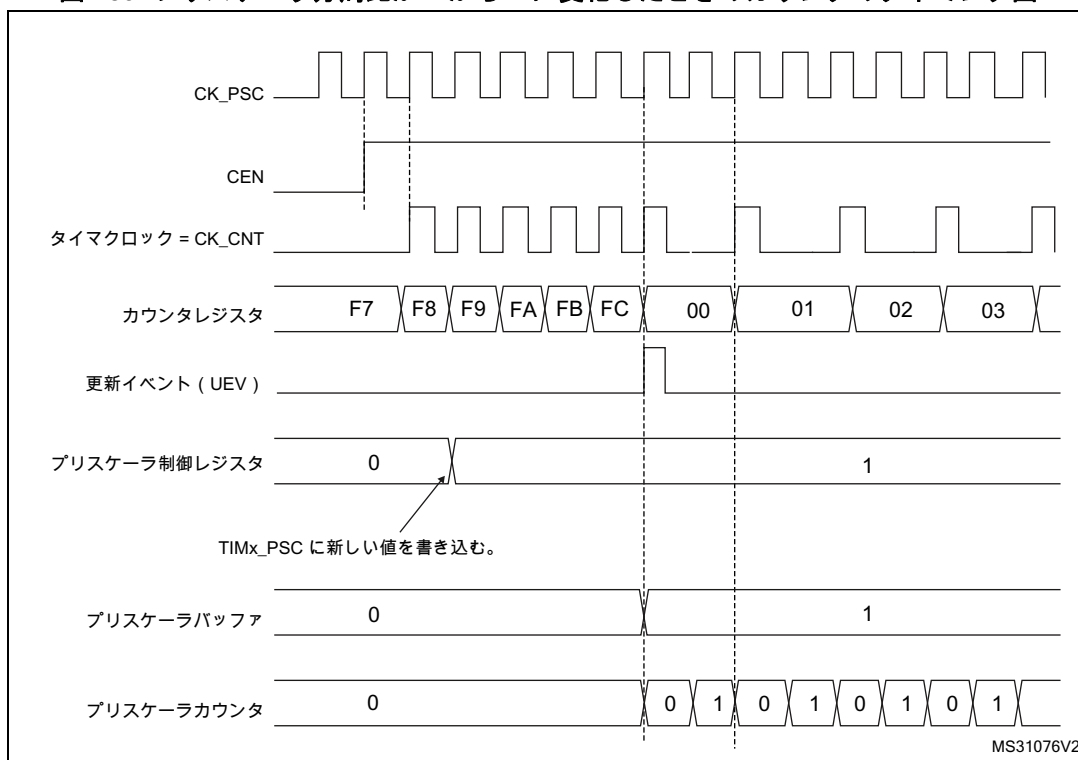 CK_PSC
CEN
タイマクロック = CK_CNT
カウンタレジスタ F7 F8 F9 FA FB FC 00 01 02 03
更新イベント ( UEV )
プリスケーラ制御レジスタ 0 1
TIMx_PSC に新しい値を書き込む。
プリスケーラバッファ 0 1
プリスケーラカウンタ 0 0 1 0 1 0 1 0 1
MS31076V2